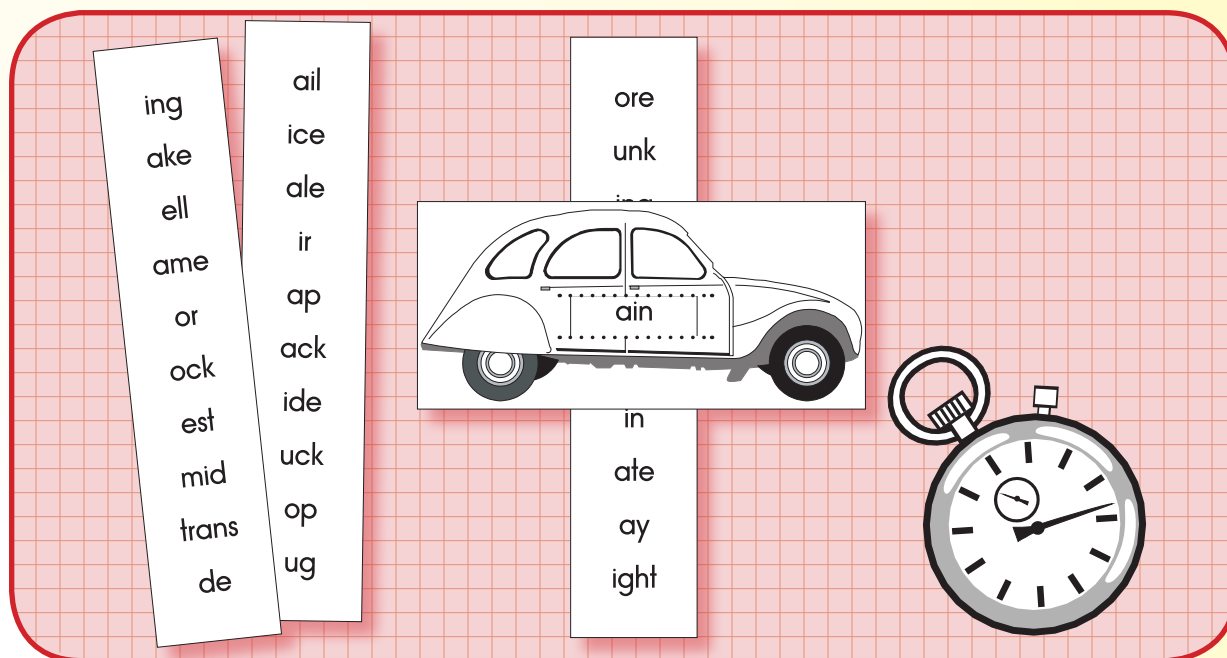 ing
ake
ell
ame
or
ock
est
mid
trans
de
ail
ice
ale
ir
ap
ack
ide
uck
op
ug
ore
unk
ing
ain
in
ate
ay
ight